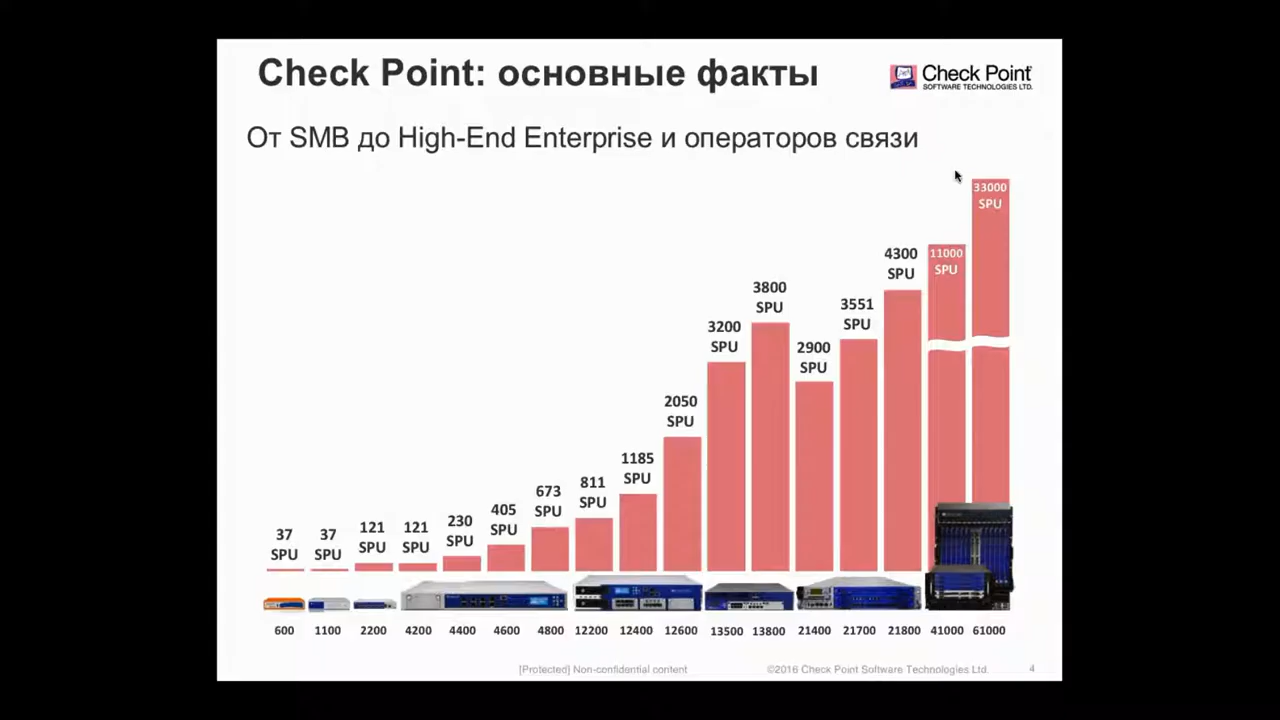 Check Point: основные факты
Check Point
SOFTWARE TECHNOLOGIES LTD.
От SMB до High-End Enterprise и операторов связи
37 SPU
37 SPU
121 SPU
121 SPU
230 SPU
405 SPU
673 SPU
811 SPU
1185 SPU
2050 SPU
3200 SPU
3800 SPU
2900 SPU
3551 SPU
4300 SPU
11000 SPU
33000 SPU
600 1100 2200 4200 4400 4600 4800 12200 12400 12600 13500 13800 21400 21700 21800 41000 61000
[Protected] Non-confidential content ©2016 Check Point Software Technologies Ltd. 4